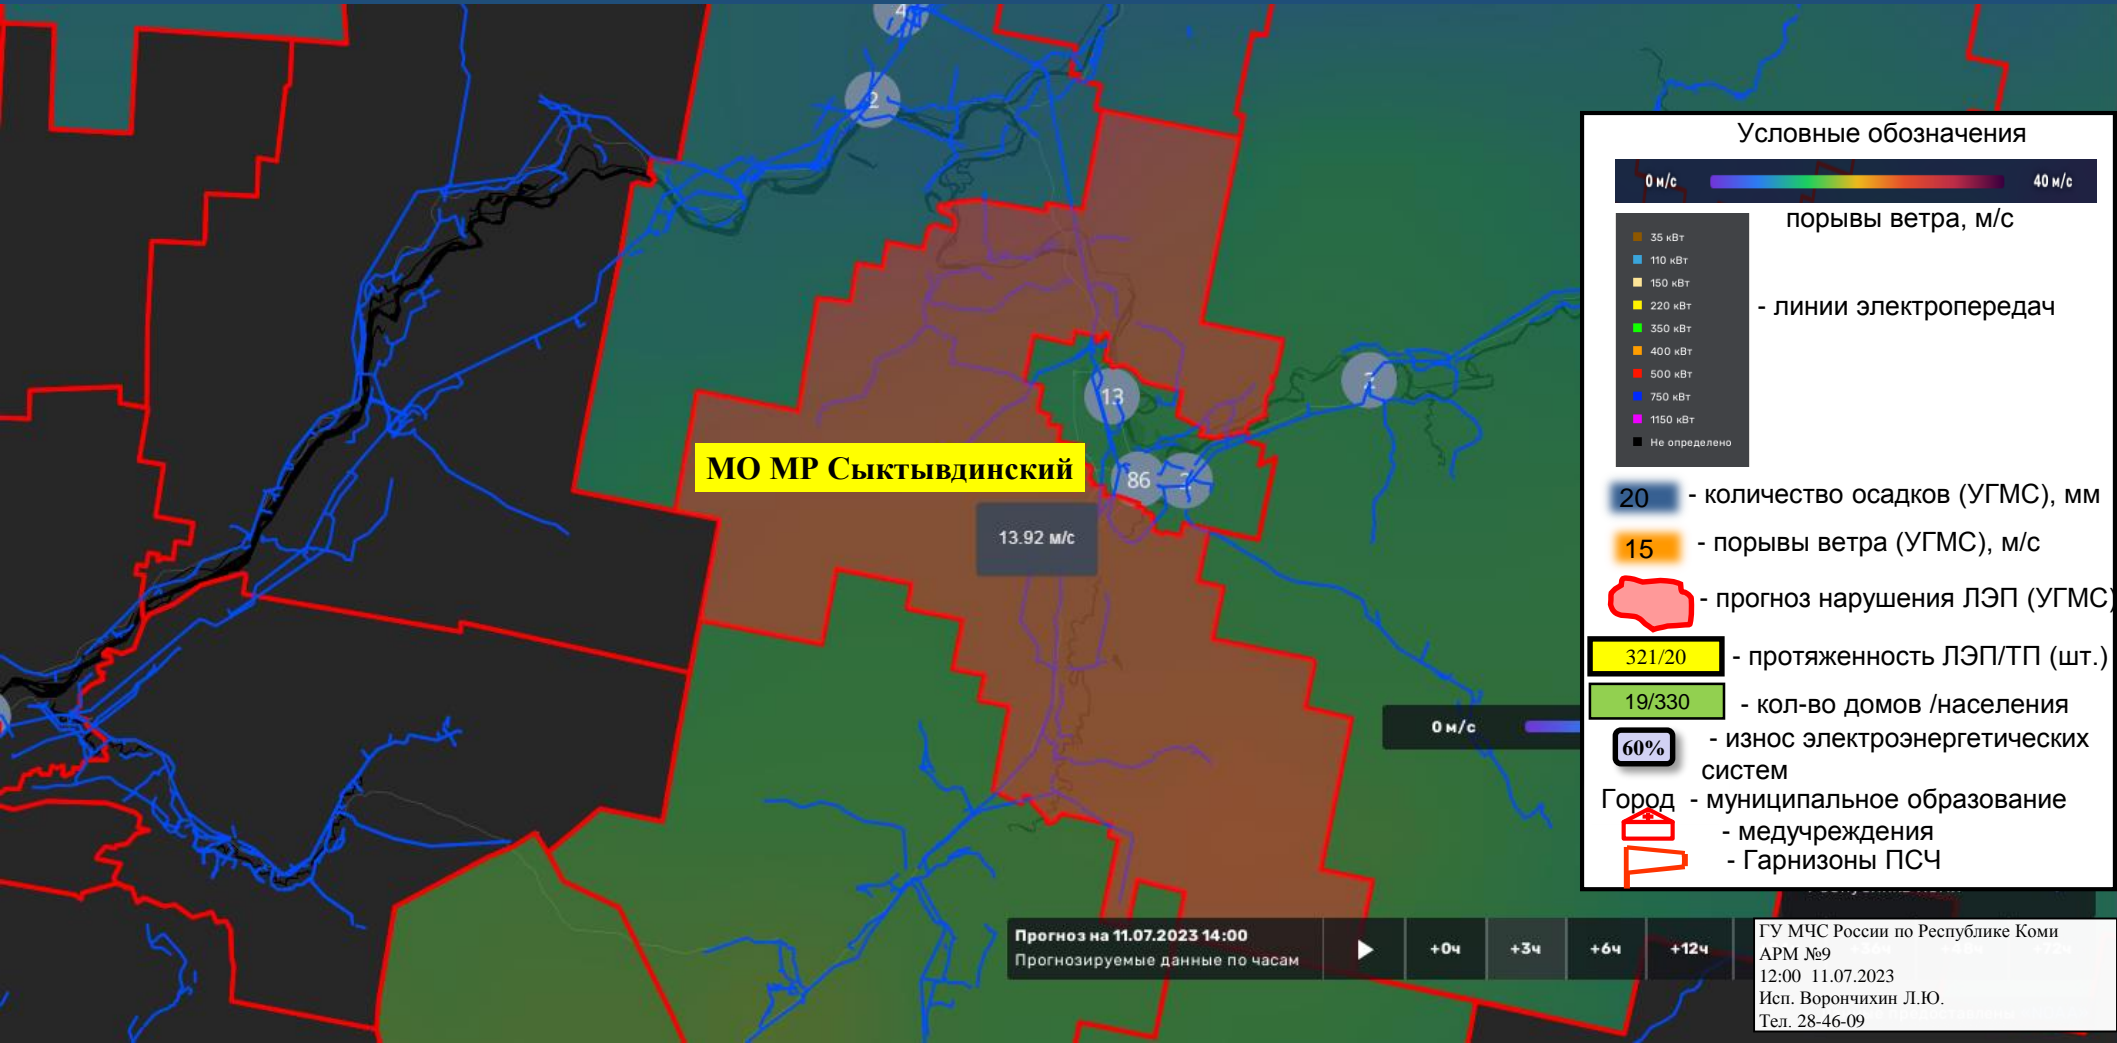 4
2
13
2
86
МО МР Сыктывдинский
13.92 м/с
0 м/с
Условные обозначения
0 м/с
40 м/с
порывы ветра, м/с
35 кВт
110 кВт
150 кВт
220 кВт
350 кВт
400 кВт
500 кВт
750 кВт
1150 кВт
Не определено
- линии электропередач
20 - количество осадков (УГМС), мм
15 - порывы ветра (УГМС), м/с
- прогноз нарушения ЛЭП (УГМС)
321/20 - протяженность ЛЭП/ТП (шт.)
19/330 - кол-во домов /населения
60% - износ электроэнергетических
систем
Город - муниципальное образование
- медучреждения
- Гарнизоны ПСЧ
Прогноз на 11.07.2023 14:00
Прогнозируемые данные по часам
+0ч +3ч +6ч +12ч
ГУ МЧС России по Республике Коми
АРМ №9
12:00 11.07.2023
Исп. Ворончихин Л.Ю.
Тел. 28-46-09